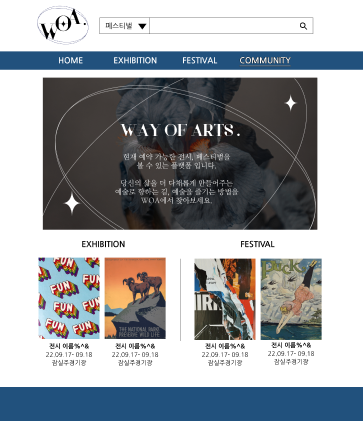 WOA.
페스티벌
HOME EXHIBITION FESTIVAL COMMUNITY
WAY OF ARTS.
현재 예약 가능한 전시, 페스티벌을
볼 수 있는 플랫폼 입니다.
당신의 삶을 더 다채롭게 만들어주는
예술로 향하는 길, 예술을 즐기는 방법을
WOA에서 찾아보세요.
EXHIBITION FESTIVAL
FUN FUN FUN
THE NATIONAL PARKS
PRESERVE WILD LIFE
전시 이름%^& 전시 이름%^& 전시 이름%^& 전시 이름%^&
22.09.17- 09.18 22.09.17- 09.18 22.09.17- 09.18 22.09.17- 09.18
잠실주경기장 잠실주경기장 잠실주경기장 잠실주경기장